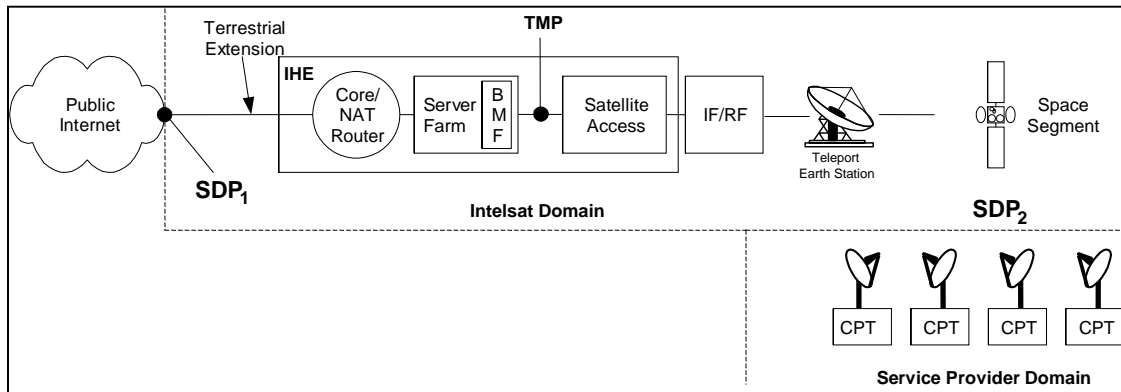 Terrestrial
Extension
TMP
IHE
Public
Internet
Core/
NAT
Router
Server
Farm
B
M
F
Satellite
Access
IF/RF
Teleport
Earth Station
Space
Segment
SDP1
Intelsat Domain
SDP2
CPT
CPT
CPT
CPT
Service Provider Domain